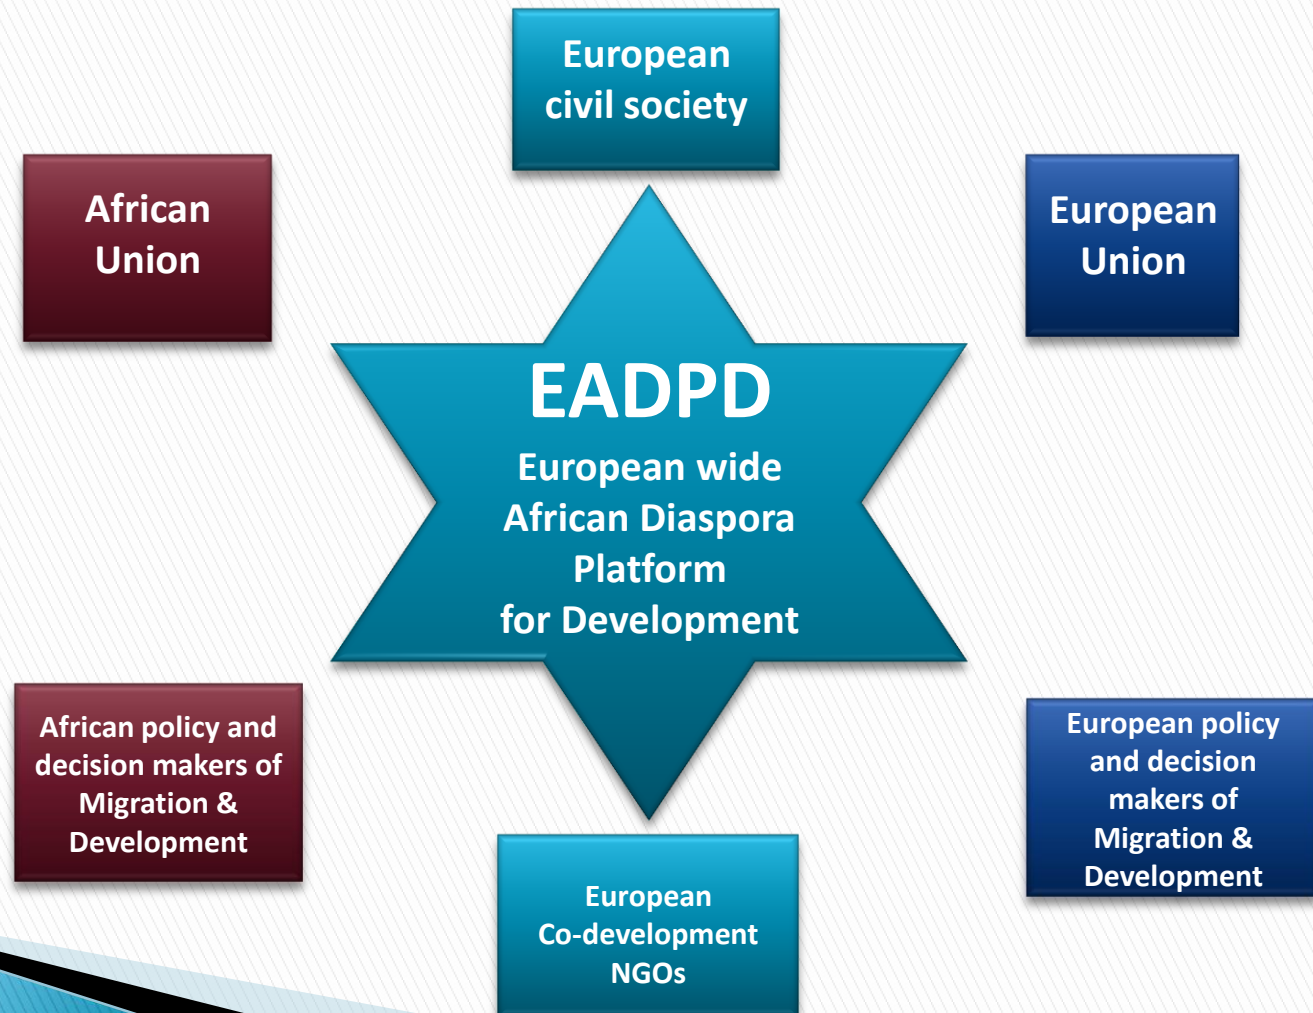 European
civil society
African
Union
European
Union
EADPD
European wide
African Diaspora
Platform
for Development
African policy and
decision makers of
Migration &
Development
European policy
and decision
makers of
Migration &
Development
European
Co-development
NGOs